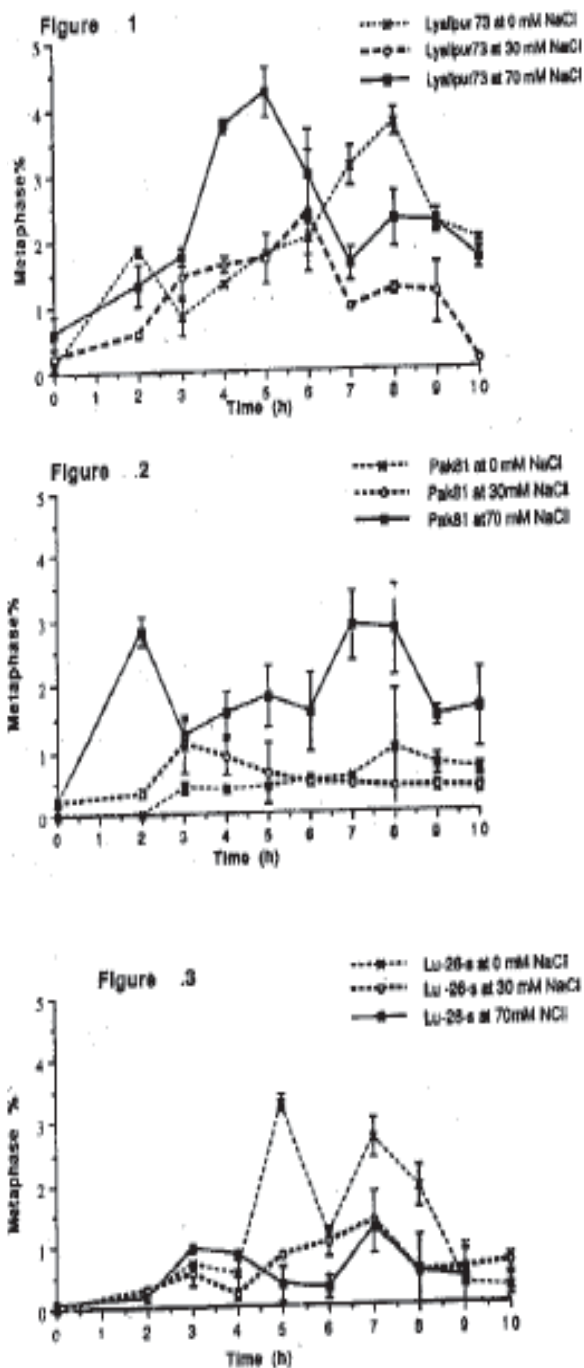 Figure 1
Lyallpur 73 at 0 mM NaCl
Lyallpur73 at 30 mM NaCl
Lyallpur73 at 70 mM NaCl
Metaphase%
5
4
3
2
1
0
0 1 2 3 4 5 6 7 8 9 10
Time (h)
Figure .2
Pak81 at 0 mM NaCl
Pak81 at 30mM NaCl
Pak81 at70 mM NaCl
Metaphase%
5
4
3
2
1
0
0 1 2 3 4 5 6 7 8 9 10
Time (h)
Figure .3
Lu-26-s at 0 mM NaCl
Lu -26-s at 30 mM NaCl
Lu-26-s at 70mM NCll
Metaphase %
5
4
3
2
1
0
0 1 2 3 4 5 6 7 8 9 10
Time (h)